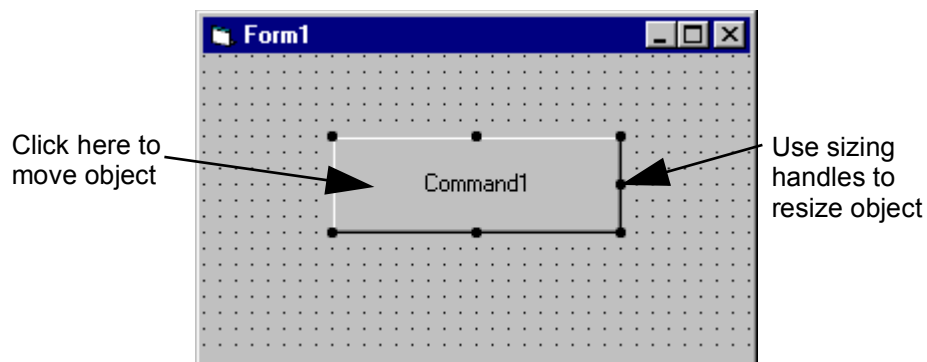 Form1
Click here to
move object
Command1
Use sizing
handles to
resize object